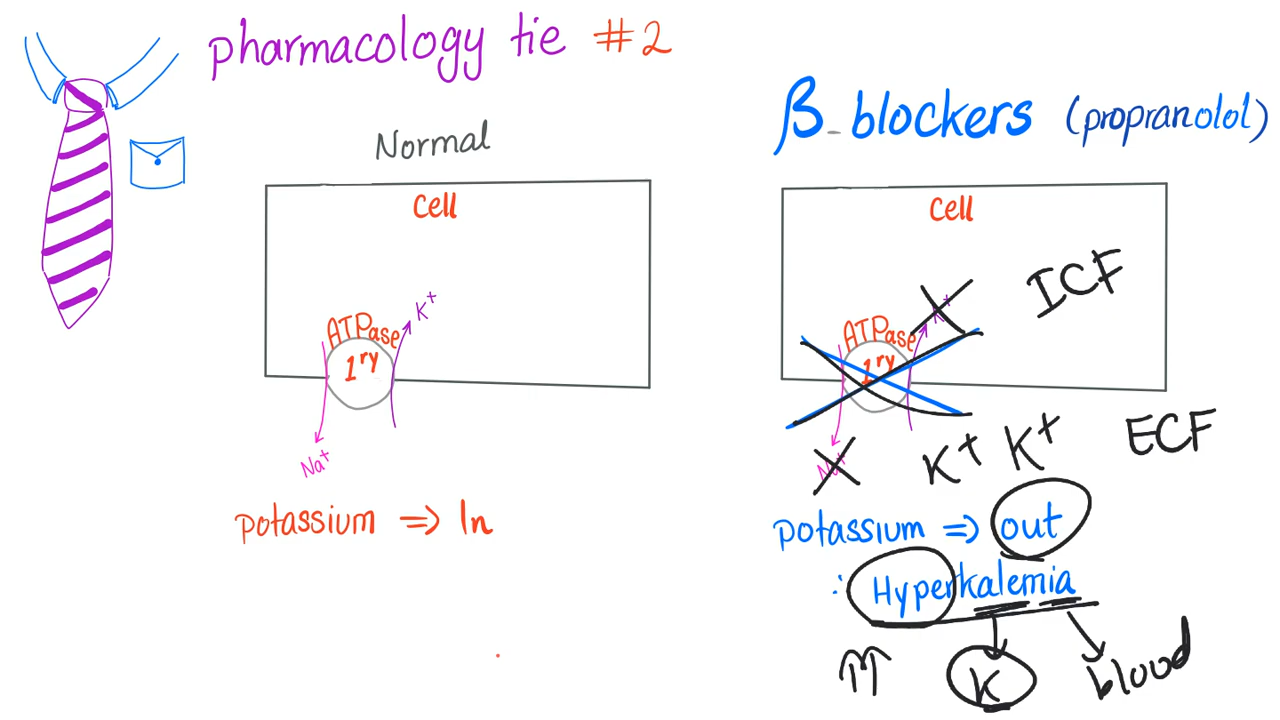 pharmacology tie #2
Normal
Cell
ATPase
1ry
K+
Na+
potassium => In
β-blockers (propranolol)
Cell
ICF
ATPase
1ry
K+
Na+
K+ K+
ECF
potassium => out
∴ Hyperkalemia
↑↑ K blood